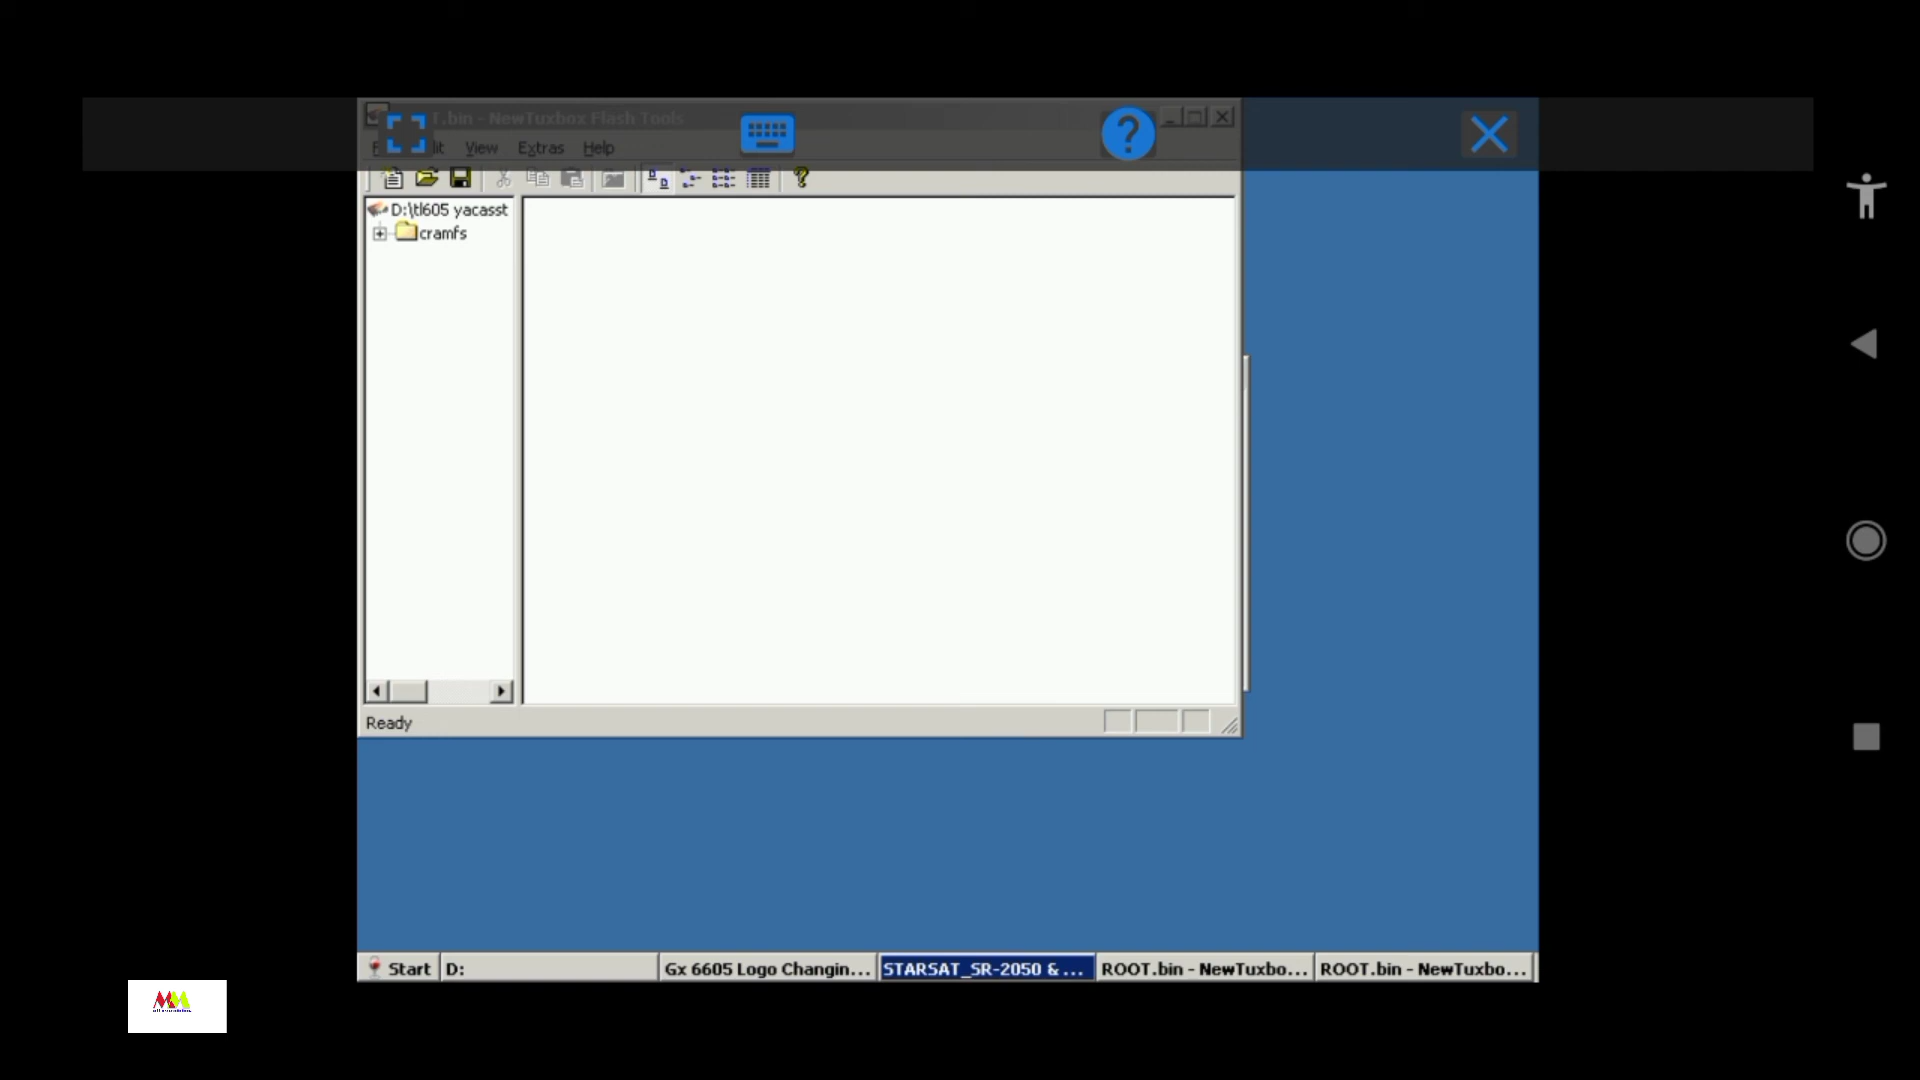 T.bin - NewTuxbox Flash Tools
View Extras Help
D:\tl605 yacasst
cramfs
Ready
Start D: Gx 6605 Logo Changin... STARSAT_SR-2050 & ... ROOT.bin - NewTuxbo... ROOT.bin - NewTuxbo...
MM